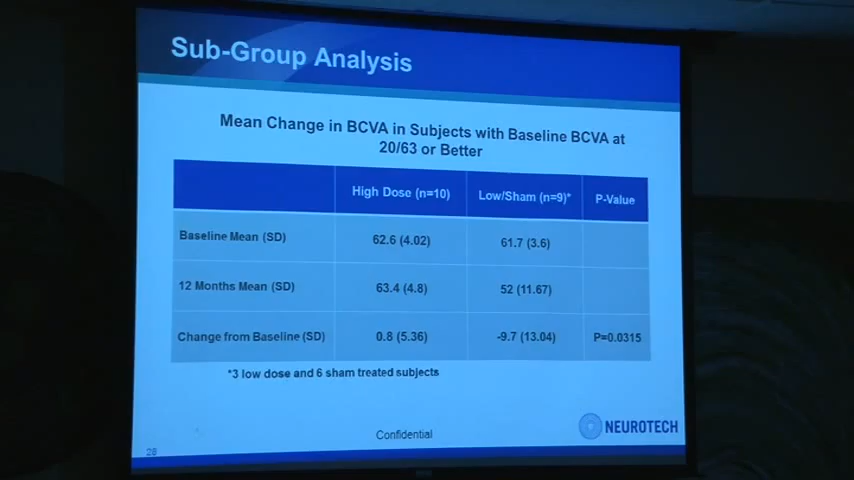 Sub-Group Analysis
Mean Change in BCVA in Subjects with Baseline BCVA at
20/63 or Better
High Dose (n=10) Low/Sham (n=9)* P-Value
Baseline Mean (SD) 62.6 (4.02) 61.7 (3.6)
12 Months Mean (SD) 63.4 (4.8) 52 (11.67)
Change from Baseline (SD) 0.8 (5.36) -9.7 (13.04) P=0.0315
*3 low dose and 6 sham treated subjects
Confidential
NEUROTECH
28